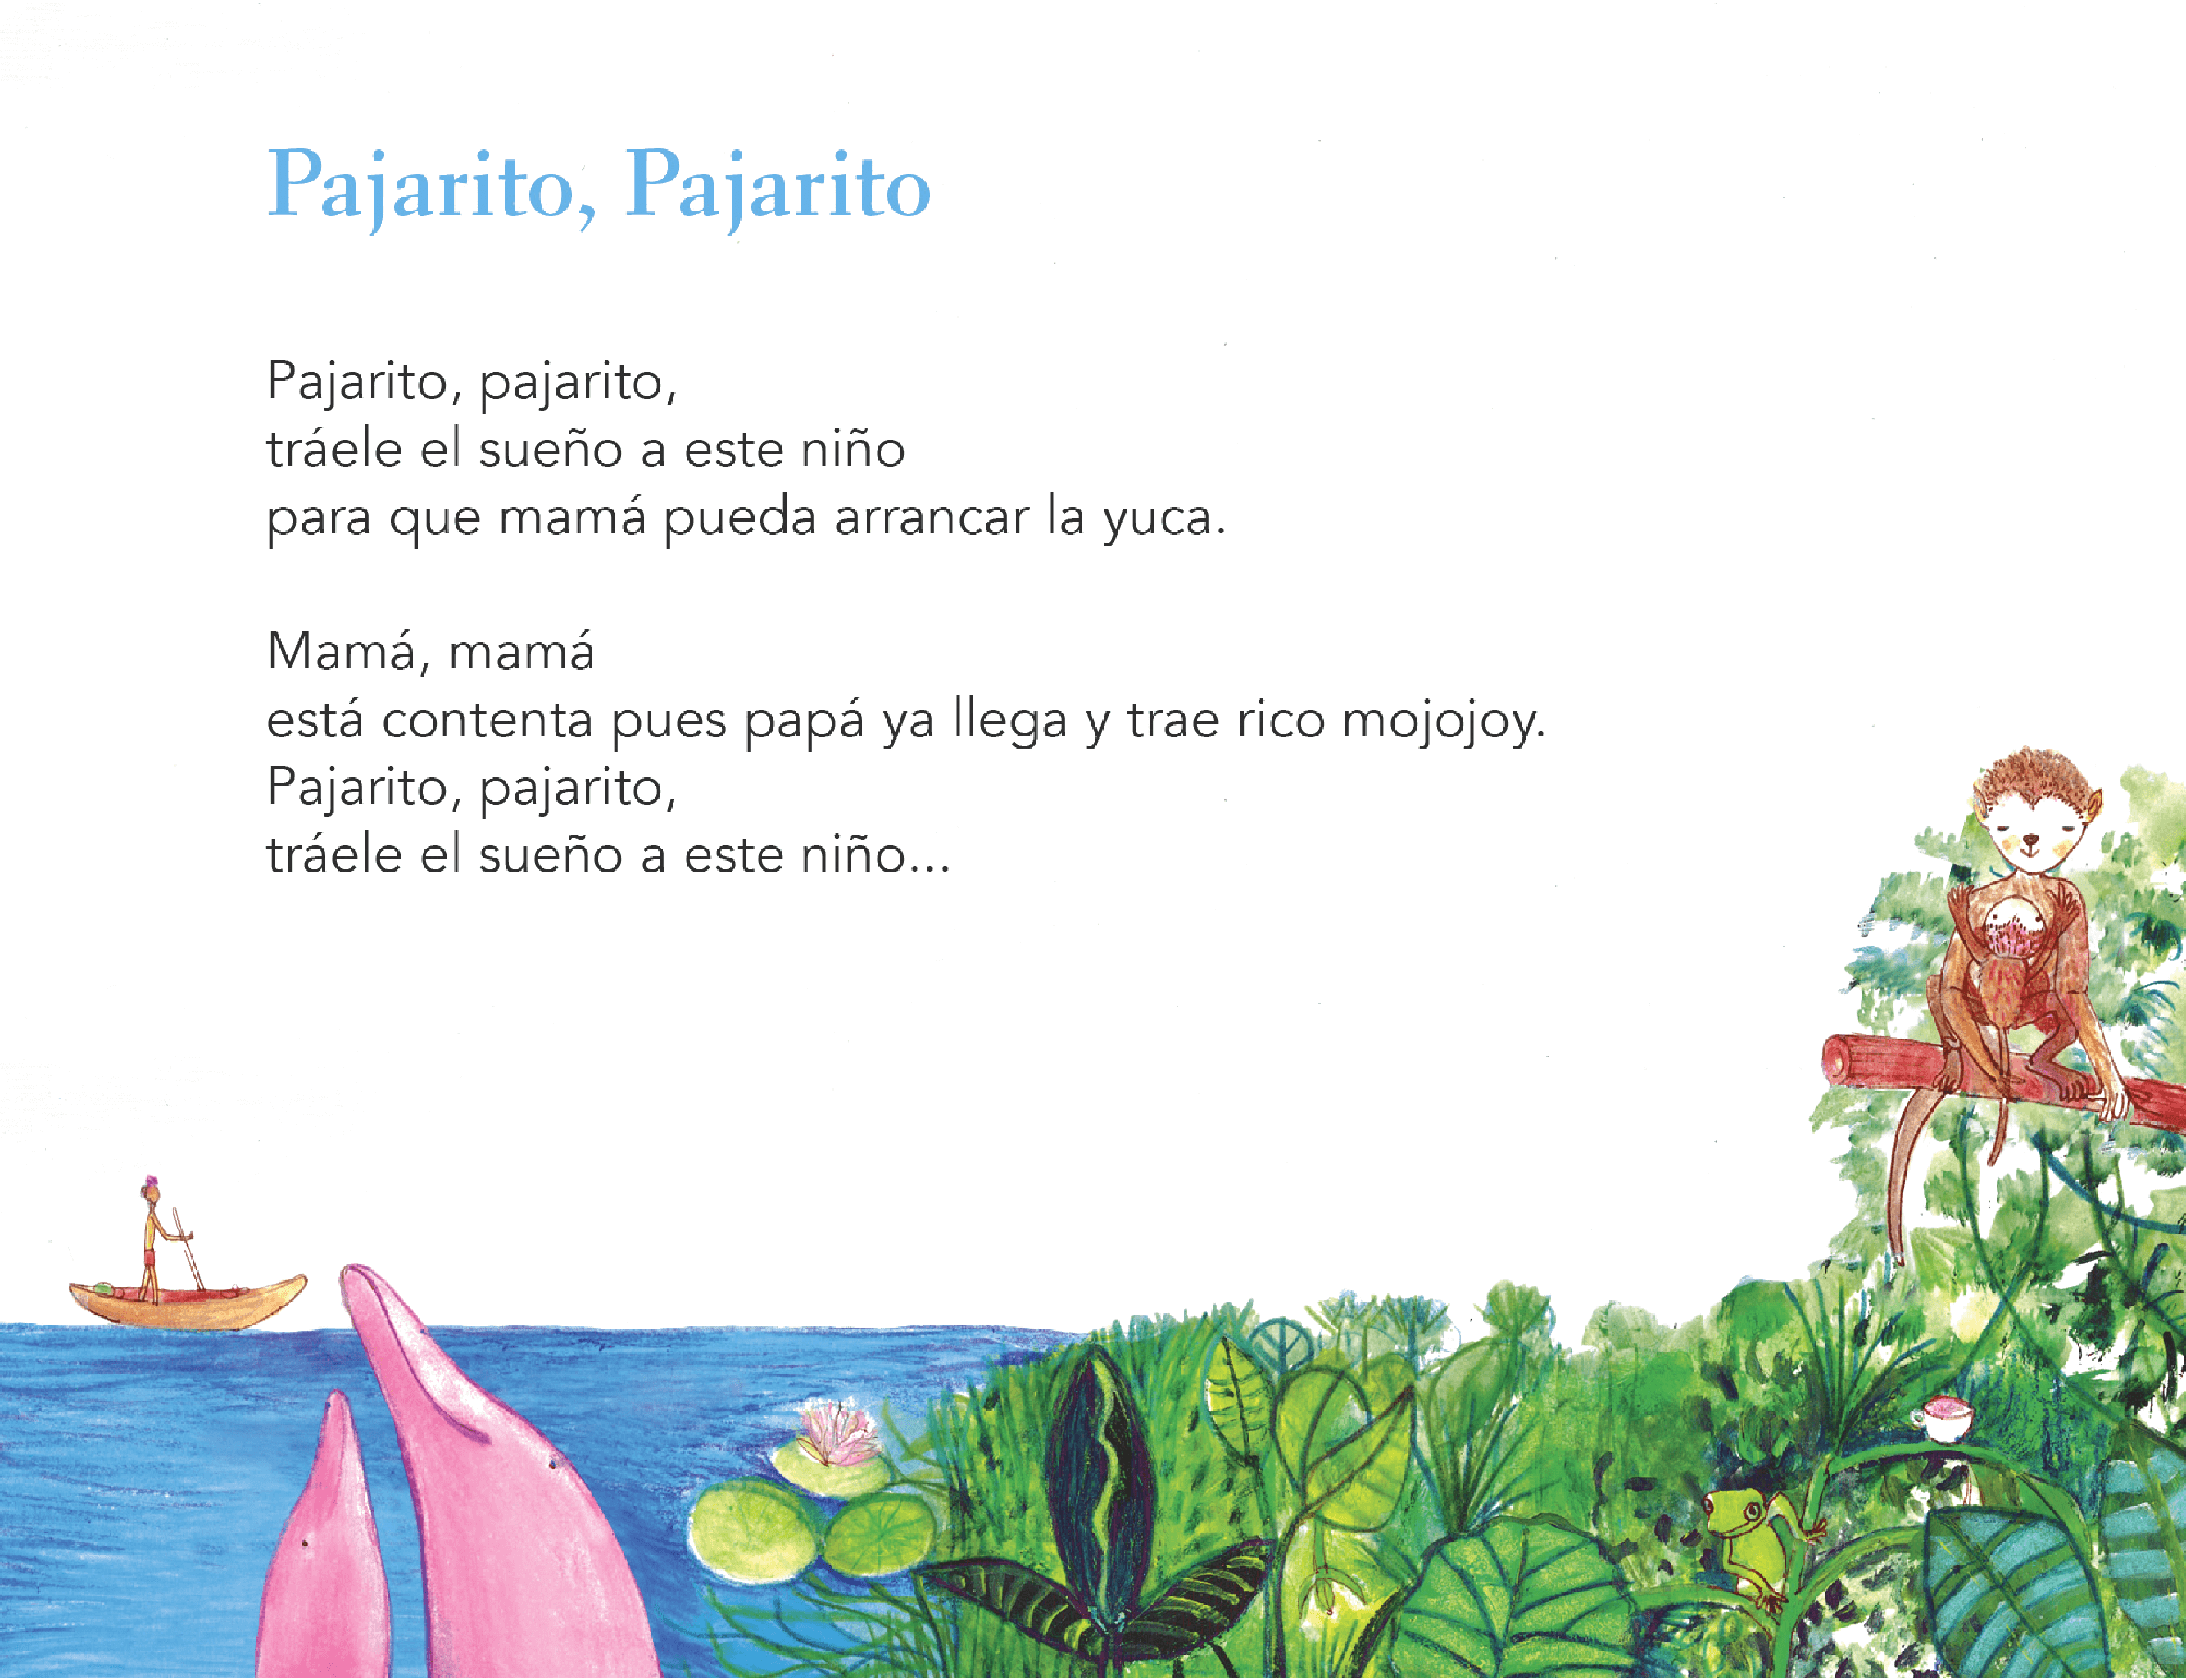 Pajarito, Pajarito
Pajarito, pajarito,
tráele el sueño a este niño
para que mamá pueda arrancar la yuca.
Mamá, mamá
está contenta pues papá ya llega y trae rico mojojoy.
Pajarito, pajarito,
tráele el sueño a este niño...